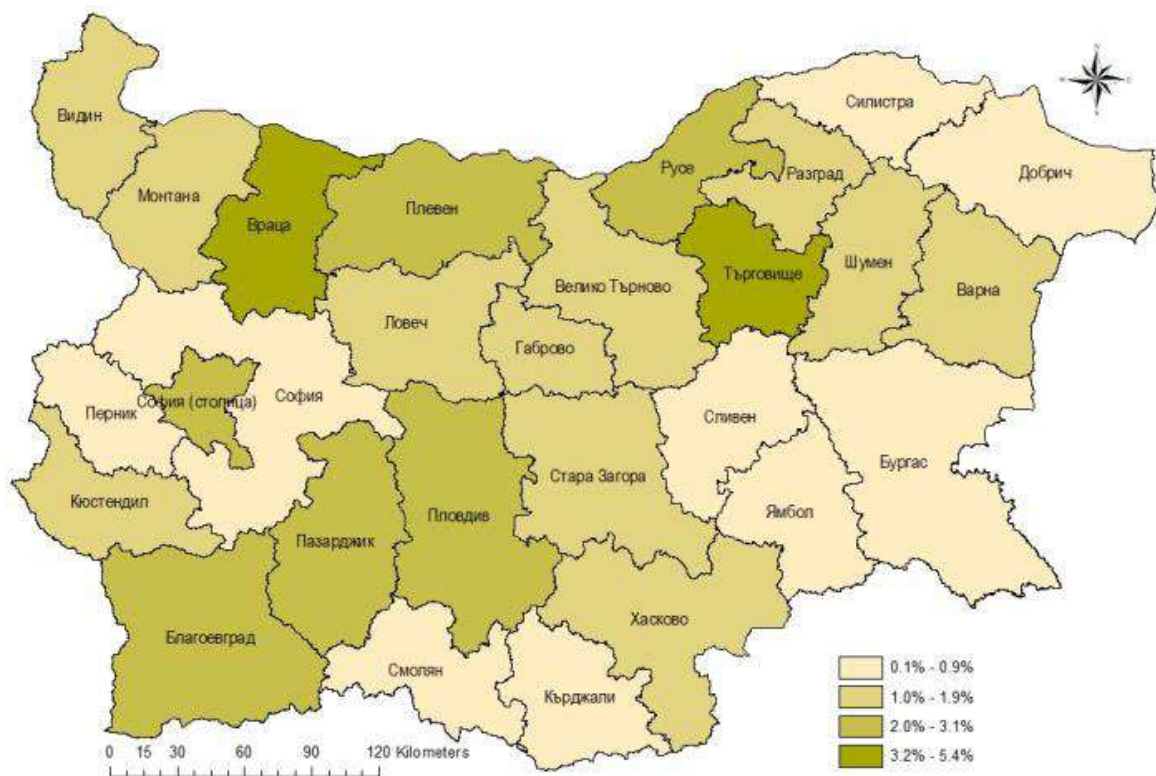 Видин
Монтана
Враца
Плевен
Русе
Разград
Силистра
Добрич
Търговище
Шумен
Варна
Велико Търново
Ловеч
Габрово
София (столица)
София
Перник
Кюстендил
Сливен
Бургас
Стара Загора
Ямбол
Пловдив
Пазарджик
Благоевград
Хасково
Смолян
Кърджали
0.1% - 0.9%
1.0% - 1.9%
2.0% - 3.1%
3.2% - 5.4%
0 15 30 60 90 120 Kilometers